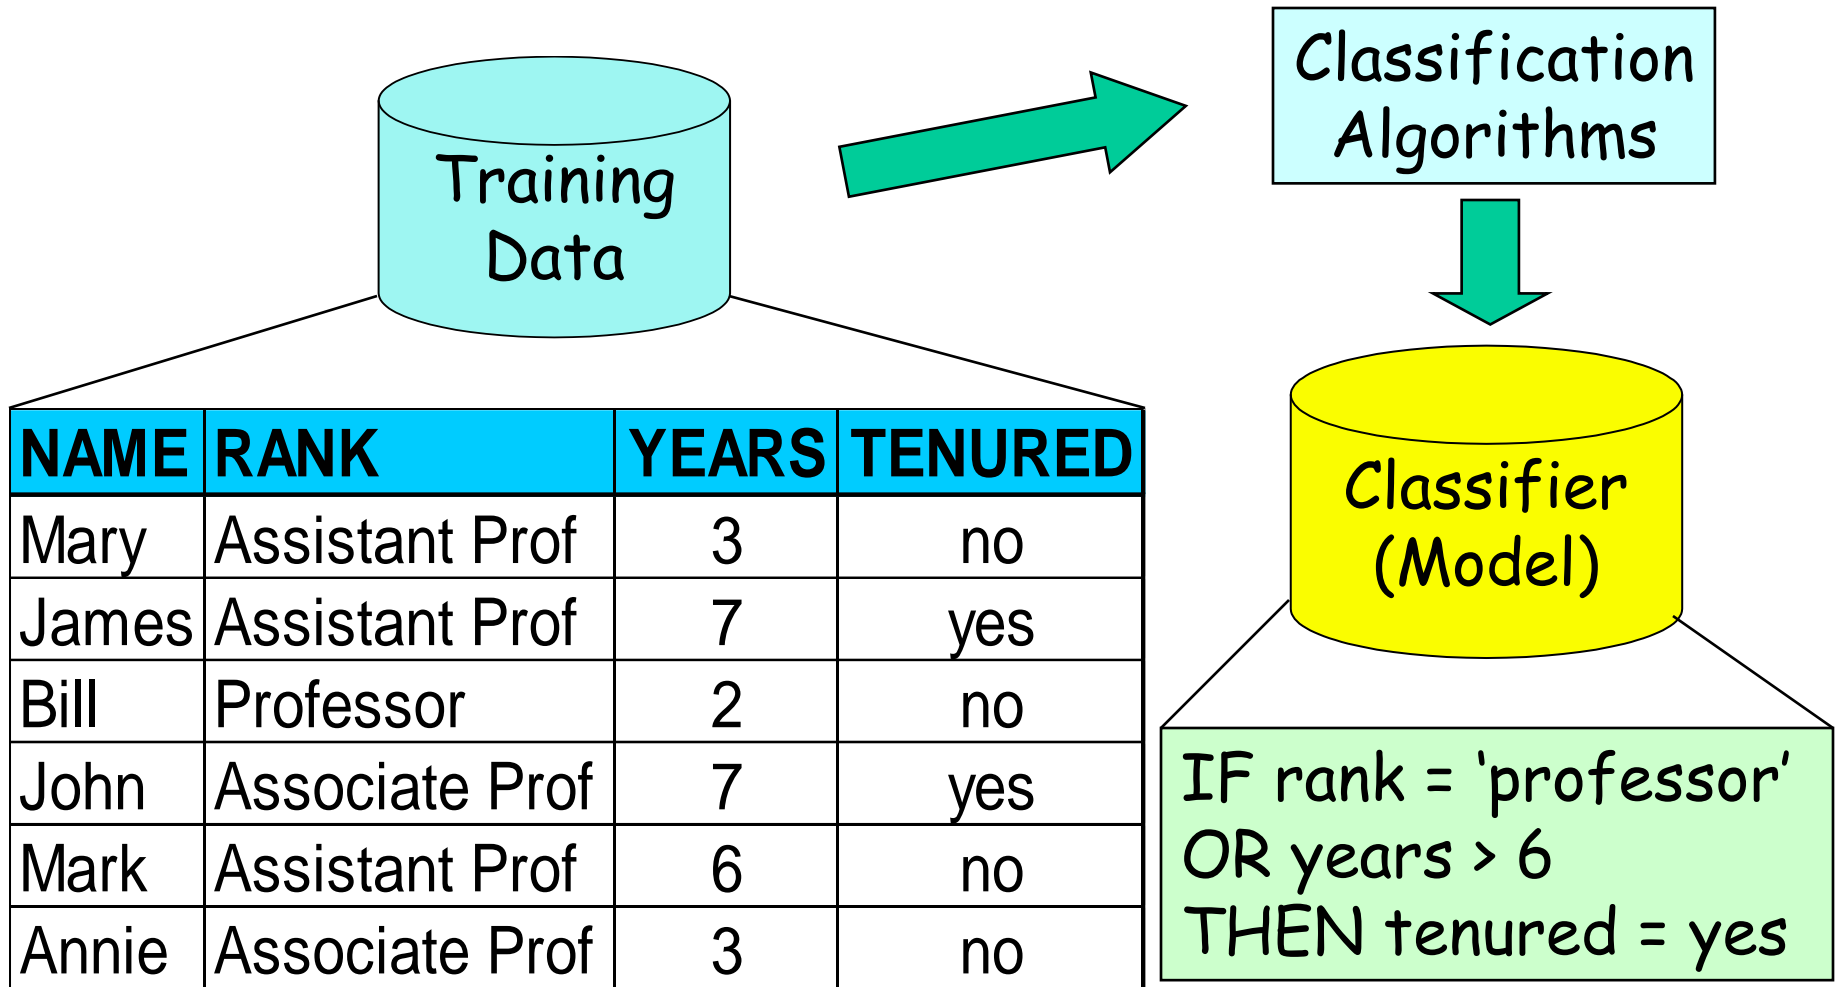 Classification
Algorithms
Training
Data
NAME RANK YEARS TENURED
Mary Assistant Prof 3 no
James Assistant Prof 7 yes
Bill Professor 2 no
John Associate Prof 7 yes
Mark Assistant Prof 6 no
Annie Associate Prof 3 no
Classifier
(Model)
IF rank = ‘professor’
OR years > 6
THEN tenured = yes